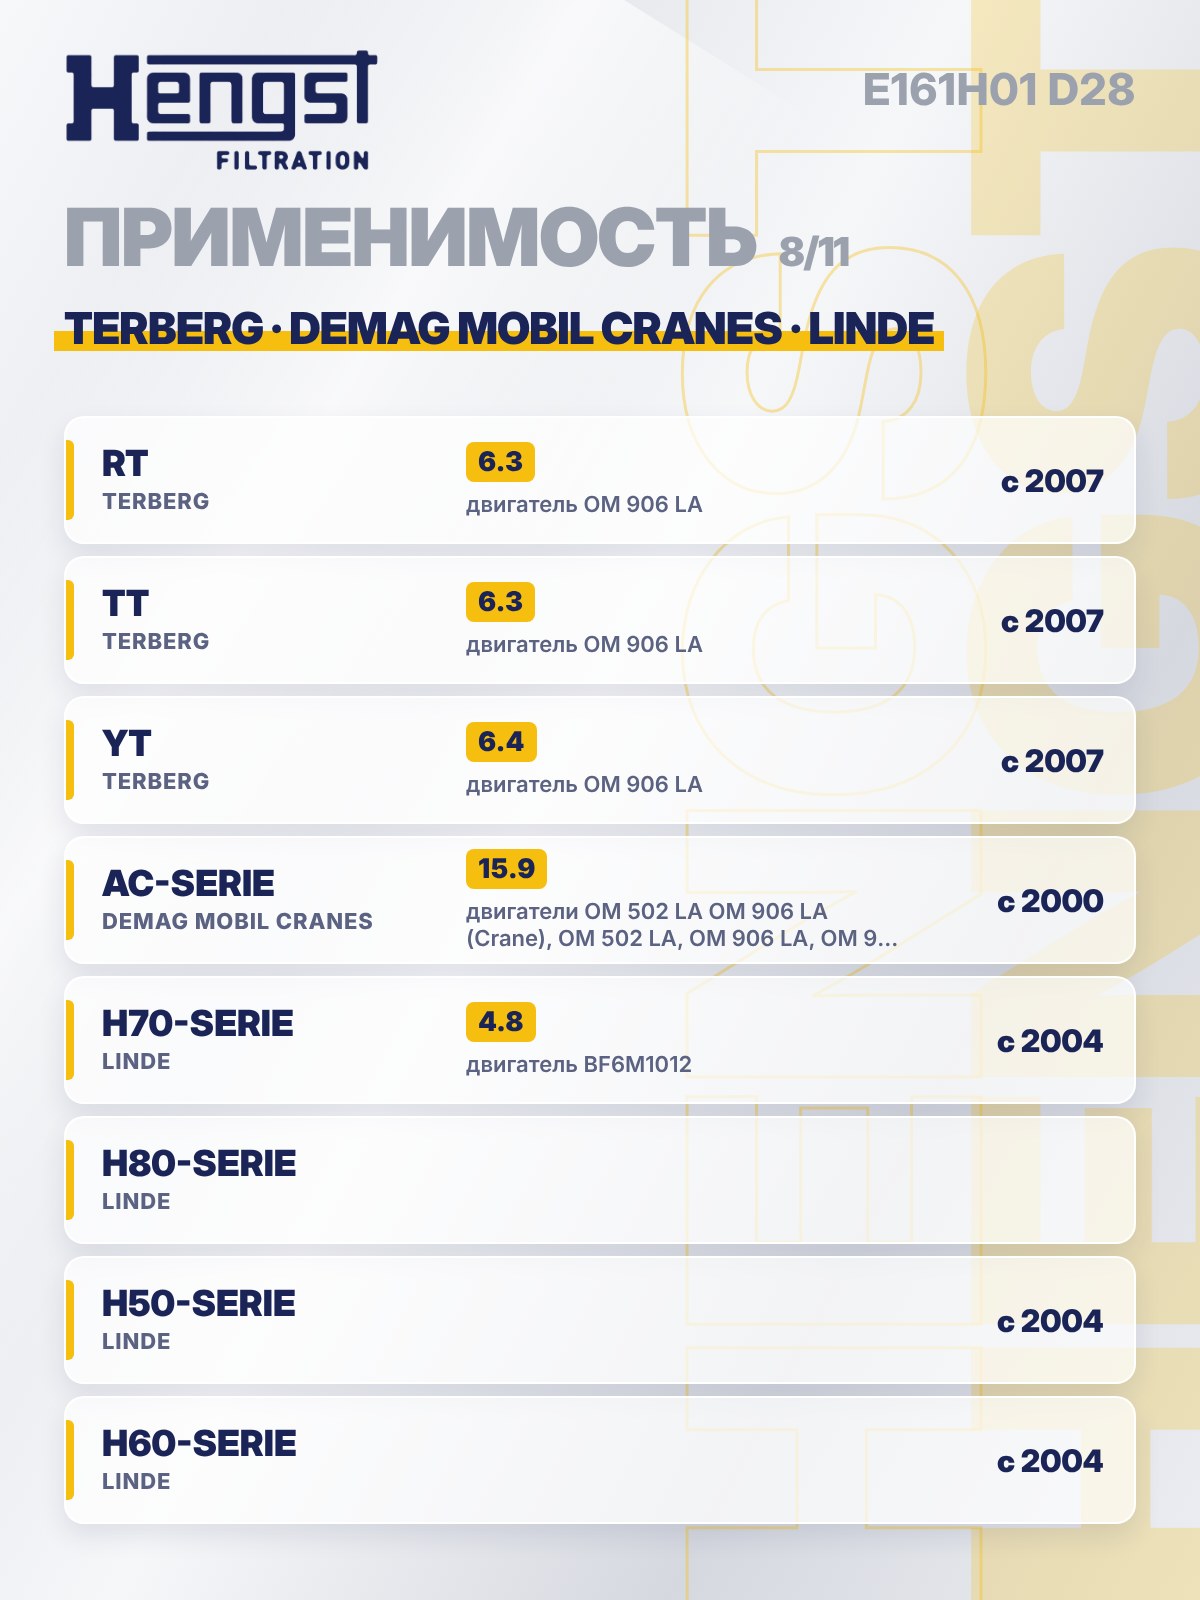 Hengst
FILTRATION
E161H01 D28
ПРИМЕНИМОСТЬ 8/11
TERBERG · DEMAG MOBIL CRANES · LINDE
RT
TERBERG
6.3
двигатель OM 906 LA
с 2007
TT
TERBERG
6.3
двигатель OM 906 LA
с 2007
YT
TERBERG
6.4
двигатель OM 906 LA
с 2007
AC-SERIE
DEMAG MOBIL CRANES
15.9
двигатели OM 502 LA OM 906 LA
(Crane), OM 502 LA, OM 906 LA, OM 9...
с 2000
H70-SERIE
LINDE
4.8
двигатель BF6M1012
с 2004
H80-SERIE
LINDE
H50-SERIE
LINDE
с 2004
H60-SERIE
LINDE
с 2004
HENGST
HENGST